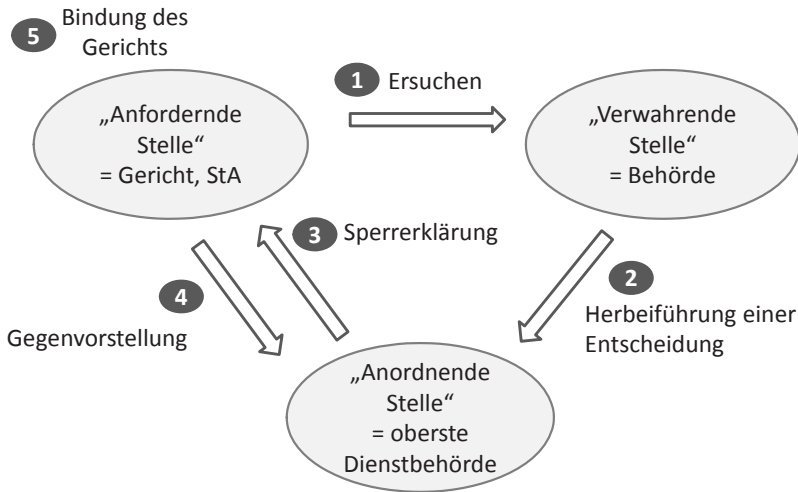 5 Bindung des
Gerichts
1 Ersuchen
„Anfordernde
Stelle“
= Gericht, StA
„Verwahrende
Stelle“
= Behörde
3 Sperrerklärung
2
4
Herbeiführung einer
Entscheidung
Gegenvorstellung
„Anordnende
Stelle“
= oberste
Dienstbehörde